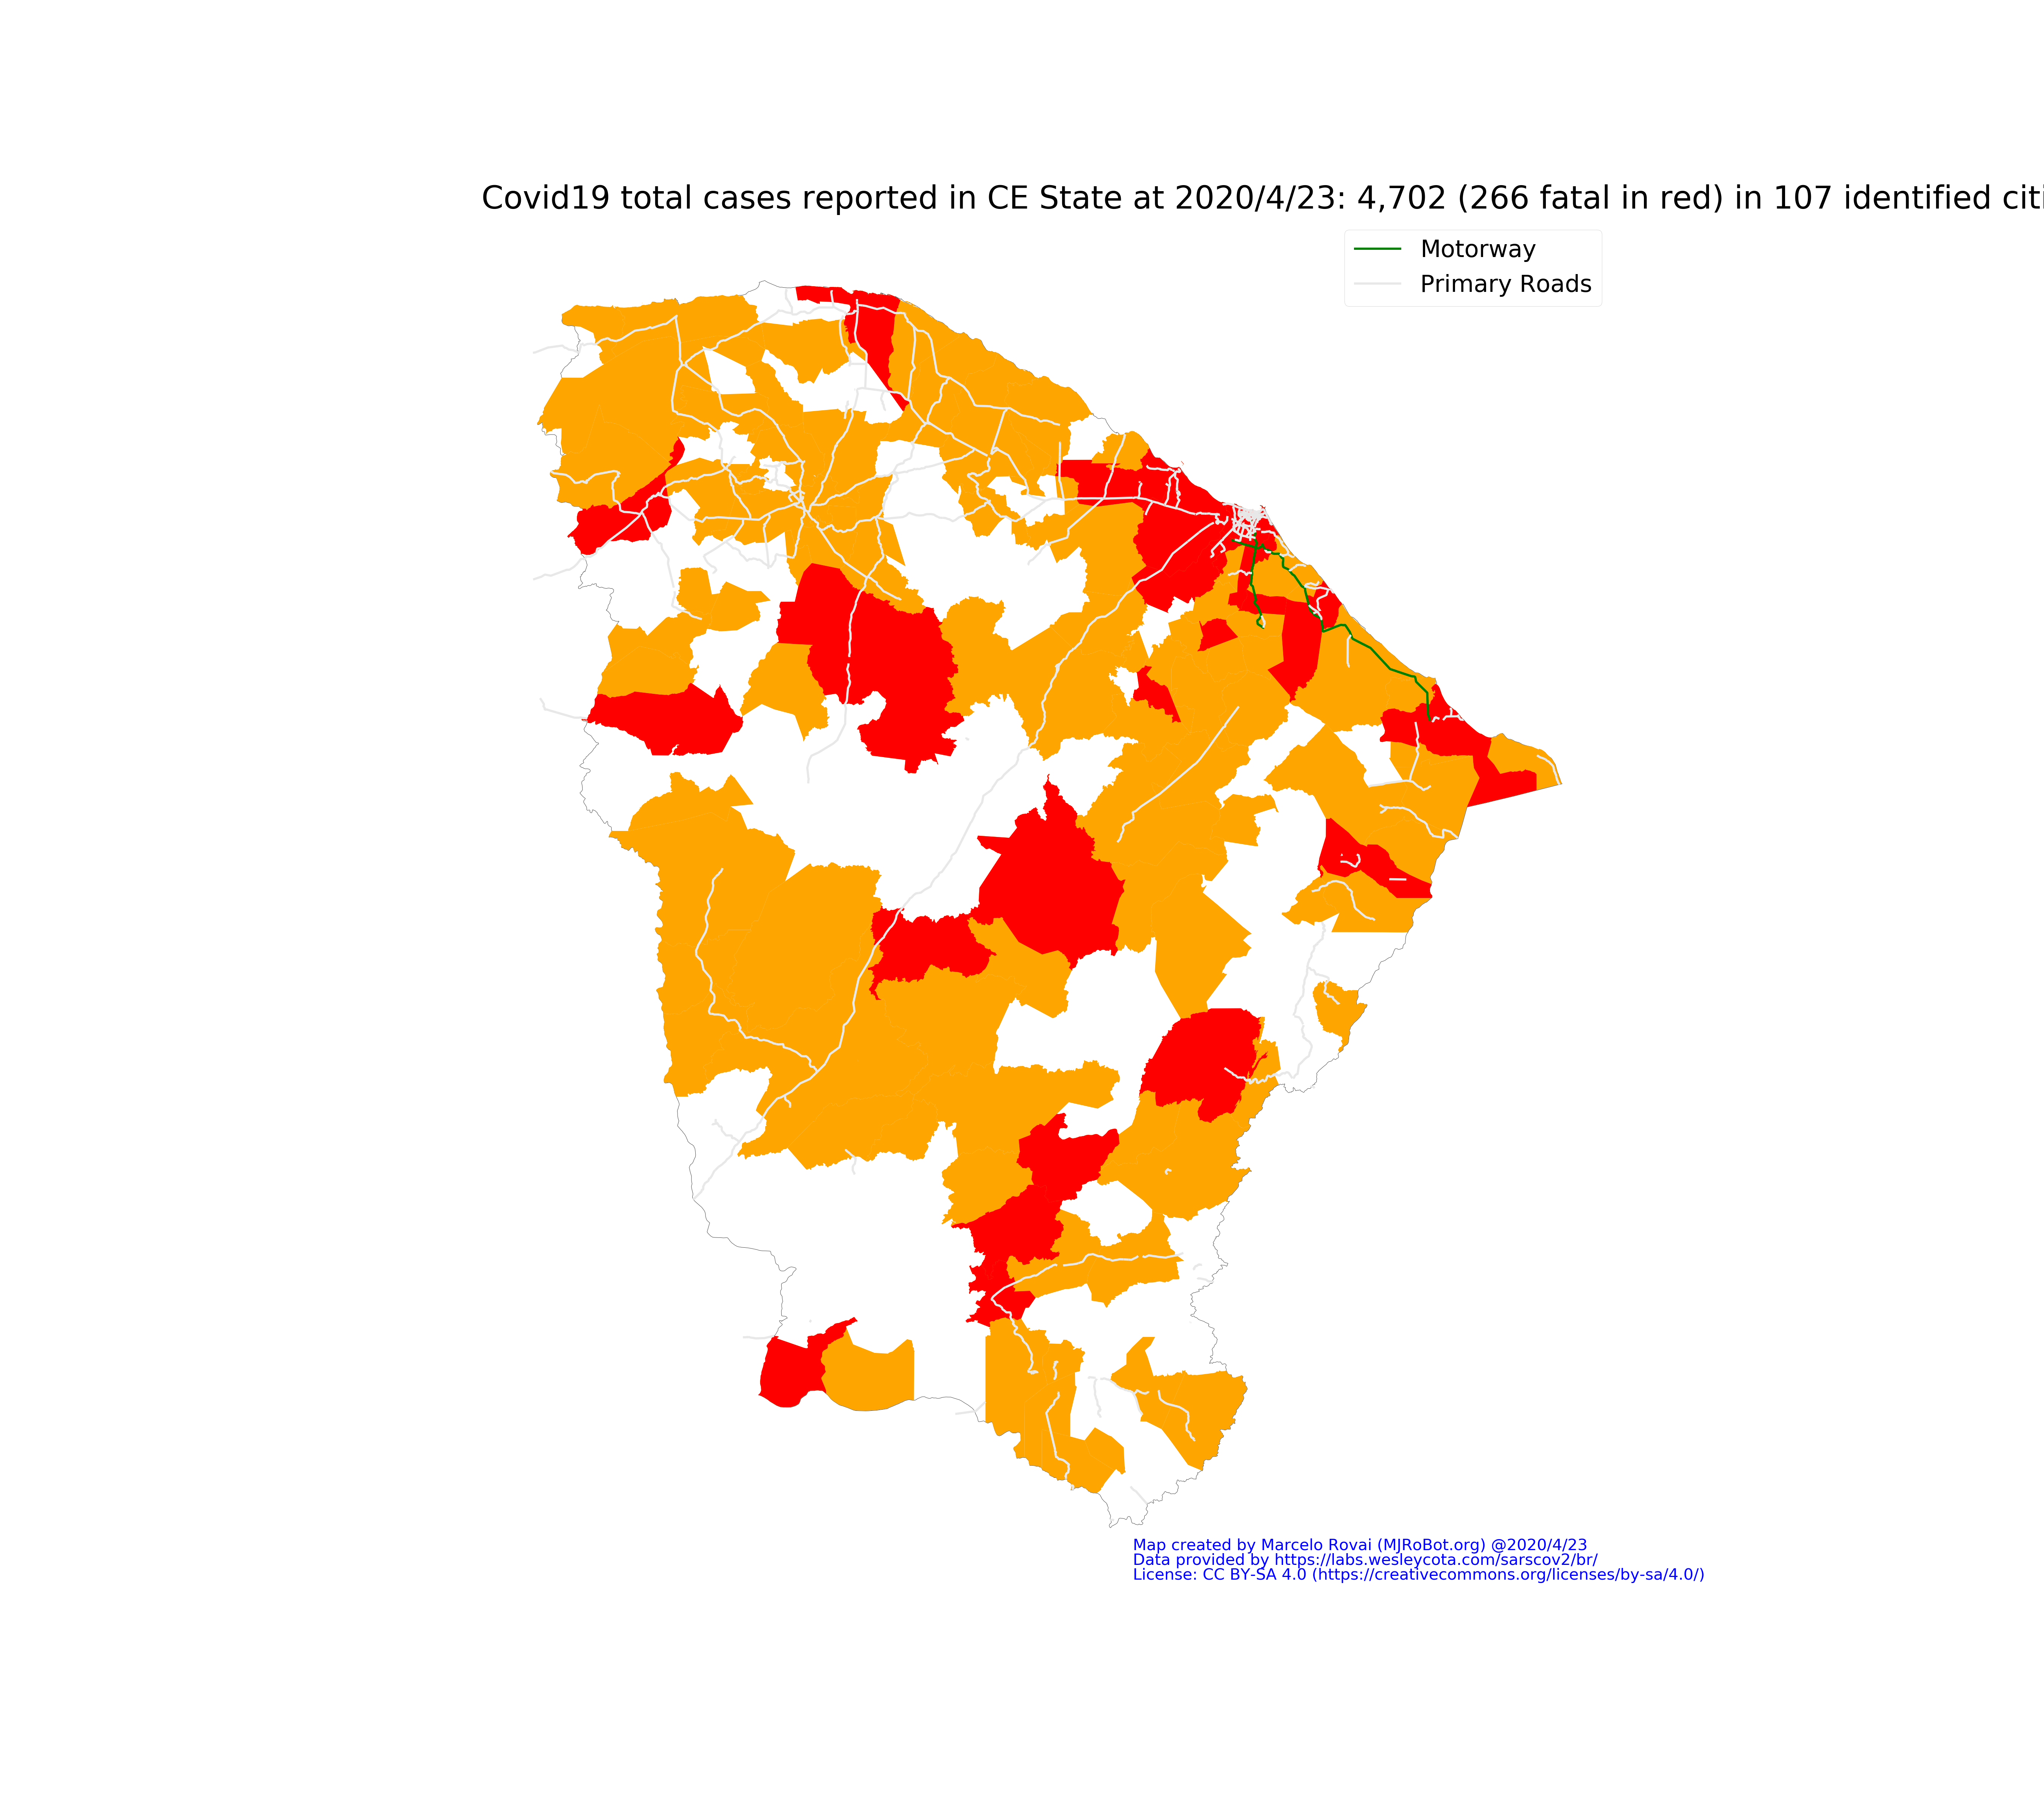 Covid19 total cases reported in CE State at 2020/4/23: 4,702 (266 fatal in red) in 107 identified
Motorway
Primary Roads
Map created by Marcelo Rovai (MJRoBot.org) @2020/4/23
Data provided by https://labs.wesleycota.com/sarscov2/br/
License: CC BY-SA 4.0 (https://creativecommons.org/licenses/by-sa/4.0/)